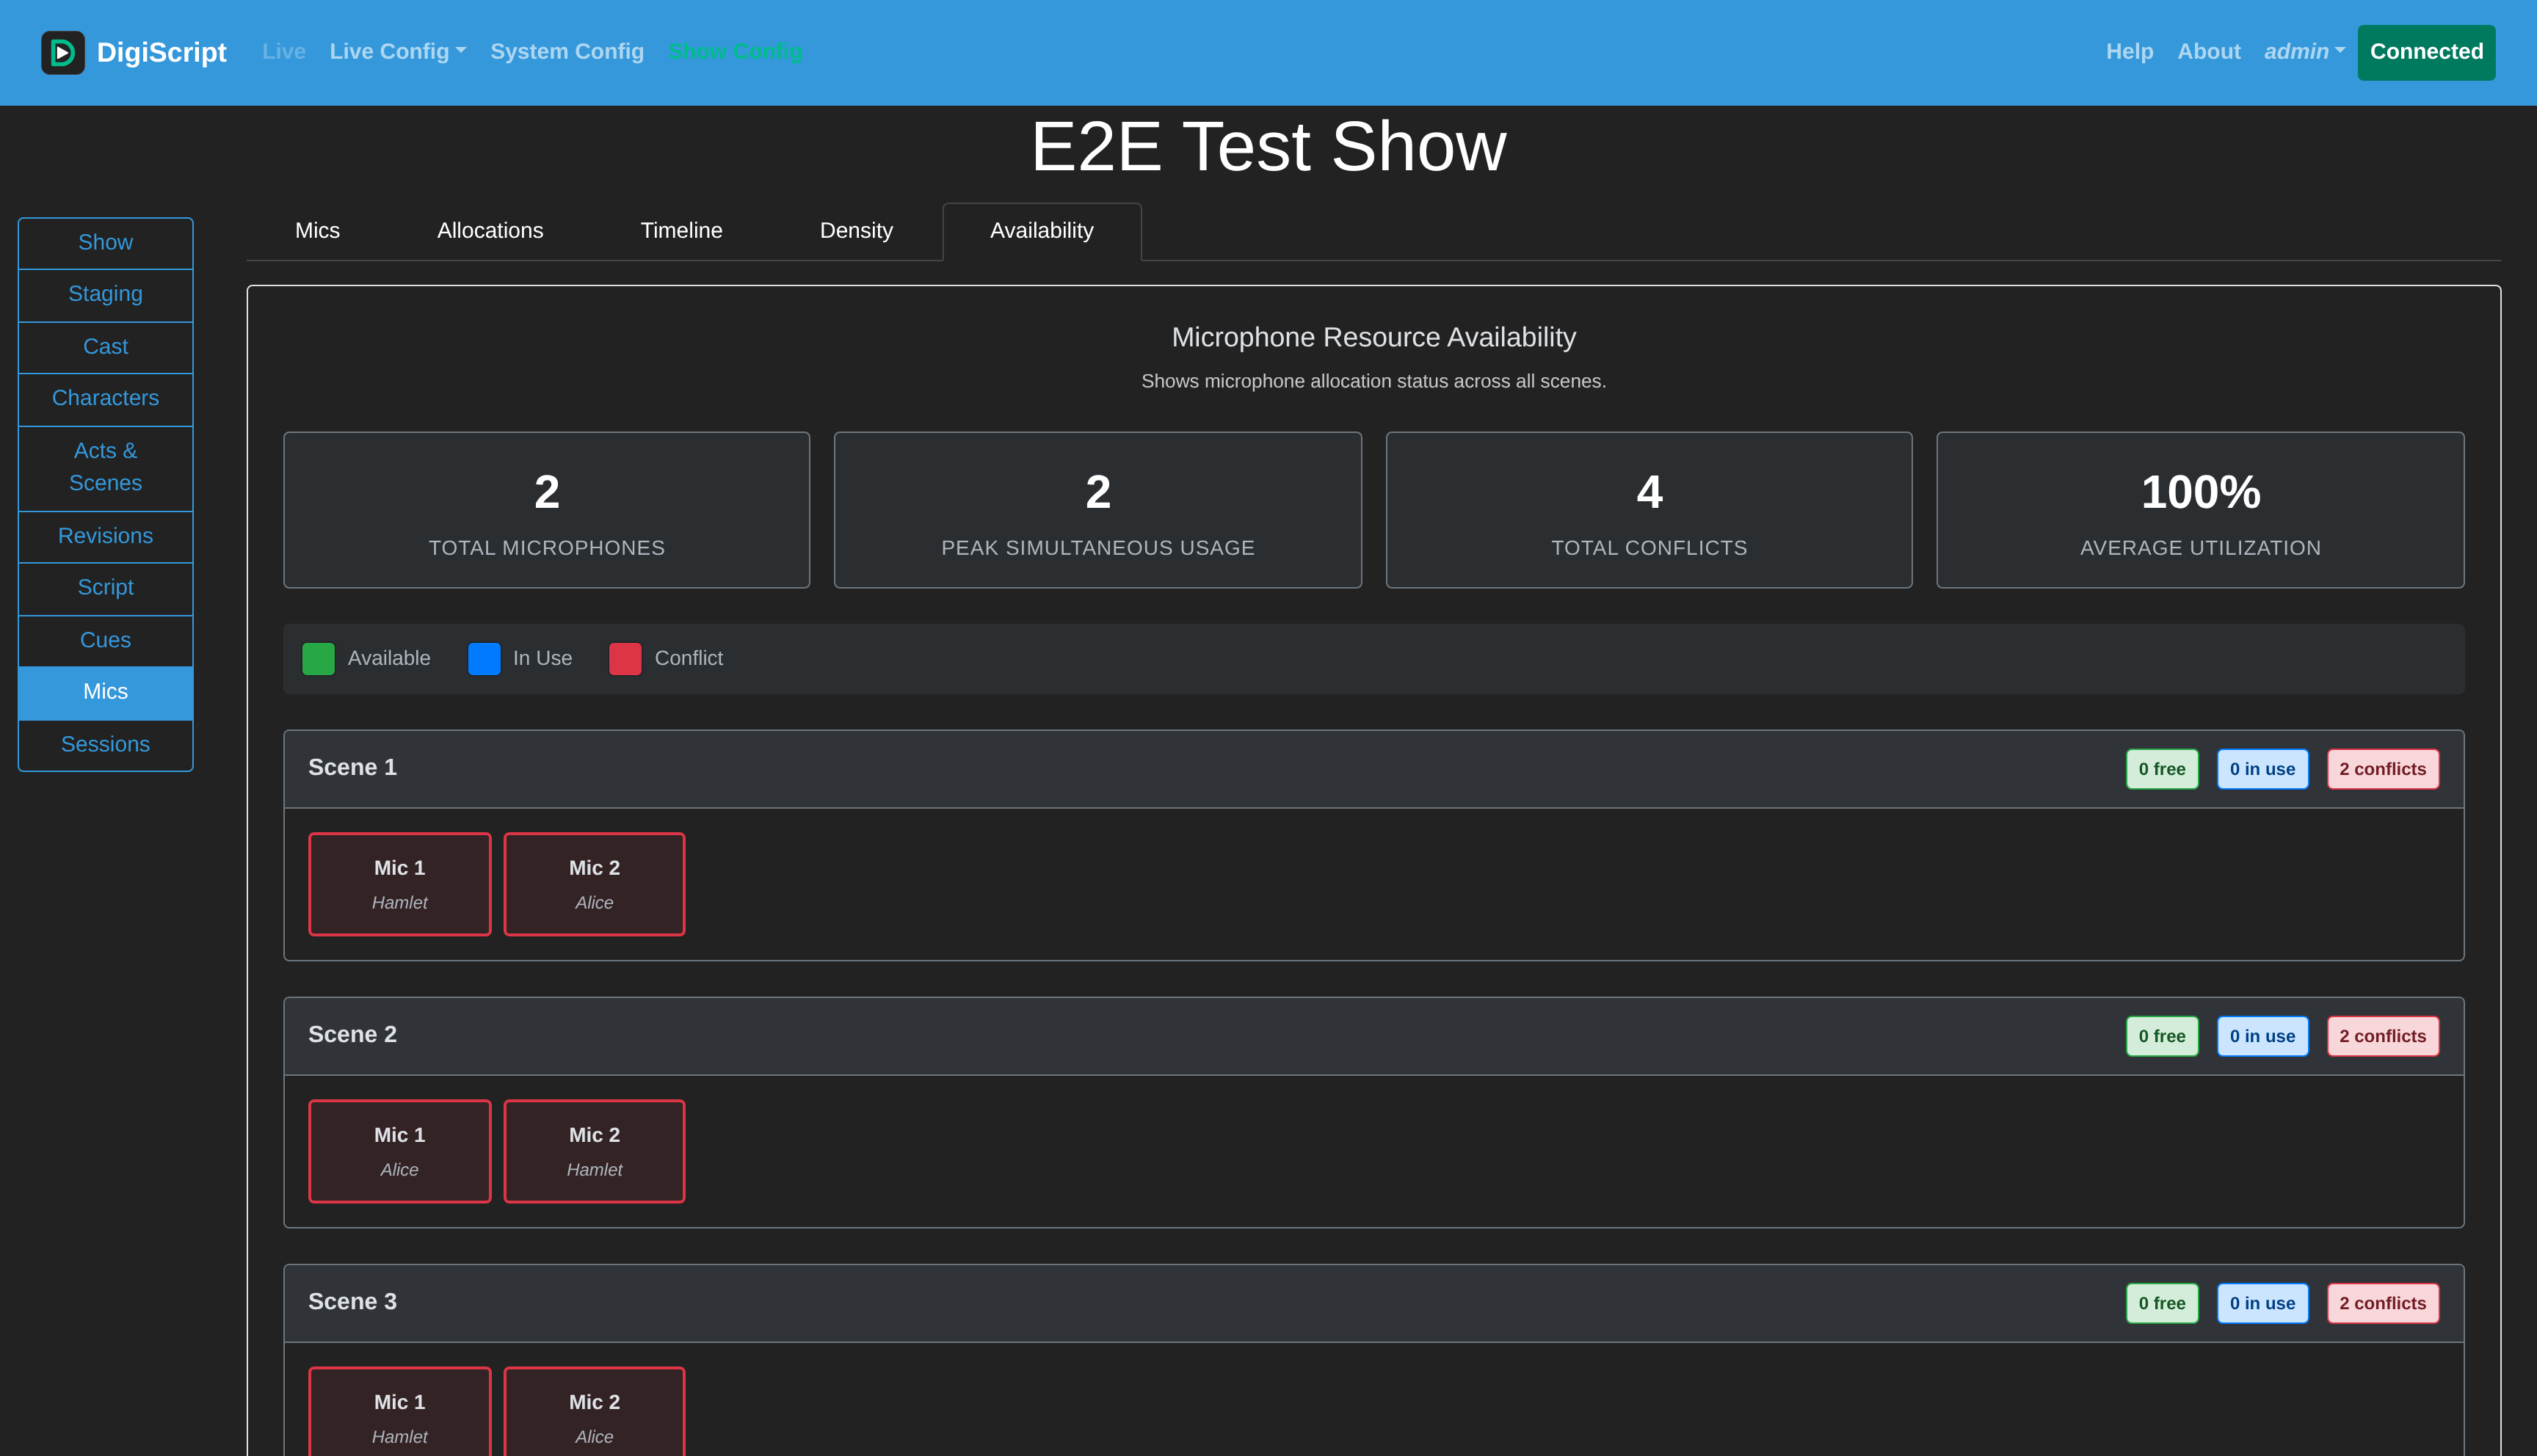 DigiScript
Live
Live Config
System Config
Show Config
Help
About
admin
Connected
E2E Test Show
Show
Staging
Cast
Characters
Acts &
Scenes
Revisions
Script
Cues
Mics
Sessions
Mics
Allocations
Timeline
Density
Availability
Microphone Resource Availability
Shows microphone allocation status across all scenes.
2
TOTAL MICROPHONES
2
PEAK SIMULTANEOUS USAGE
4
TOTAL CONFLICTS
100%
AVERAGE UTILIZATION
Available
In Use
Conflict
Scene 1
0 free
0 in use
2 conflicts
Mic 1
Hamlet
Mic 2
Alice
Scene 2
0 free
0 in use
2 conflicts
Mic 1
Alice
Mic 2
Hamlet
Scene 3
0 free
0 in use
2 conflicts
Mic 1
Hamlet
Mic 2
Alice